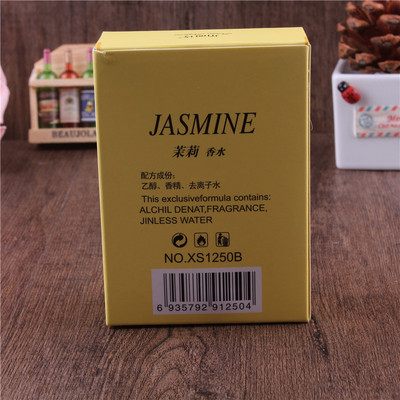 JASMINE
茉莉 香水
配方成份:
乙醇、香精、去离子水
This exclusiveformula contains:
ALCHIL DENAT,FRAGRANCE,
JINLESS WATER
NO.XS1250B
6 935792 912504
BEAUJOLA